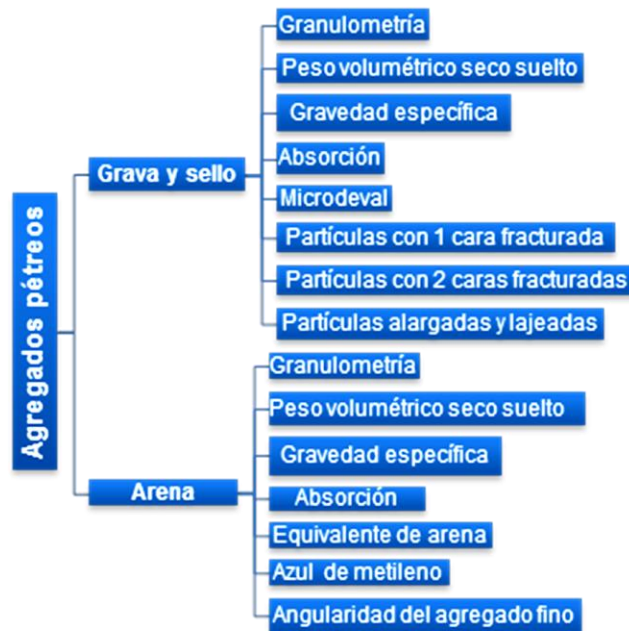 Agregados pétreos
Grava y sello
Granulometría
Peso volumétrico seco suelto
Gravedad específica
Absorción
Microdeval
Partículas con 1 cara fracturada
Partículas con 2 caras fracturadas
Partículas alargadas y lajeadas
Arena
Granulometría
Peso volumétrico seco suelto
Gravedad específica
Absorción
Equivalente de arena
Azul de metileno
Angularidad del agregado fino